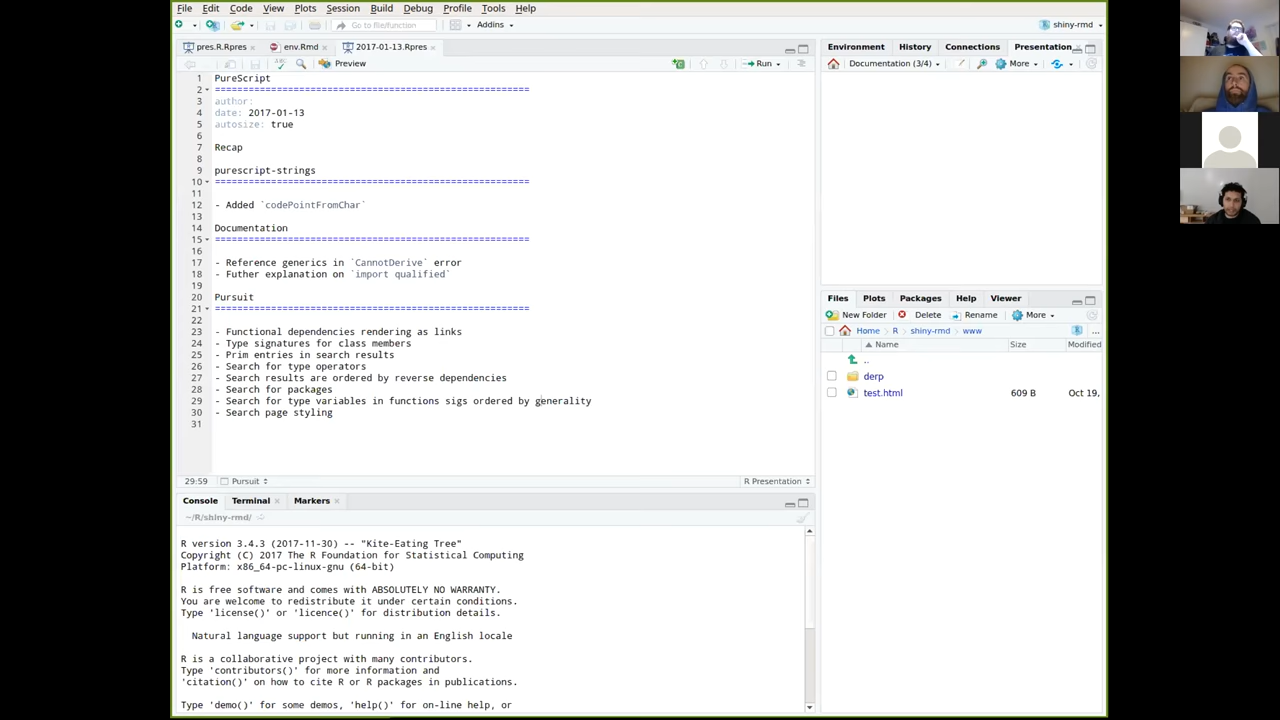 File Edit Code View Plots Session Build Debug Profile Tools Help
Go to file/function Addins shiny-rmd
pres.R.Rpres env.Rmd 2017-01-13.Rpres
Preview Run
1 PureScript
2 =======================================================
3 author:
4 date: 2017-01-13
5 autosize: true
6
7 Recap
8
9 purescript-strings
10 =======================================================
11
12 - Added `codePointFromChar`
13
14 Documentation
15 =======================================================
16
17 - Reference generics in `CannotDerive` error
18 - Futher explanation on `import qualified`
19
20 Pursuit
21 =======================================================
22
23 - Functional dependencies rendering as links
24 - Type signatures for class members
25 - Prim entries in search results
26 - Search for type operators
27 - Search results are ordered by reverse dependencies
28 - Search for packages
29 - Search for type variables in functions sigs ordered by generality
30 - Search page styling
31
29:59 Pursuit R Presentation
Console Terminal Markers
~/R/shiny-rmd/
R version 3.4.3 (2017-11-30) -- "Kite-Eating Tree"
Copyright (C) 2017 The R Foundation for Statistical Computing
Platform: x86_64-pc-linux-gnu (64-bit)
R is free software and comes with ABSOLUTELY NO WARRANTY.
You are welcome to redistribute it under certain conditions.
Type 'license()' or 'licence()' for distribution details.
Natural language support but running in an English locale
R is a collaborative project with many contributors.
Type 'contributors()' for more information and
'citation()' on how to cite R or R packages in publications.
Type 'demo()' for some demos, 'help()' for on-line help, or
Environment History Connections Presentation
Documentation (3/4) More
Files Plots Packages Help Viewer
New Folder Delete Rename More
Home R shiny-rmd www ...
Name Size Modified
..
derp
test.html 609 B Oct 19,